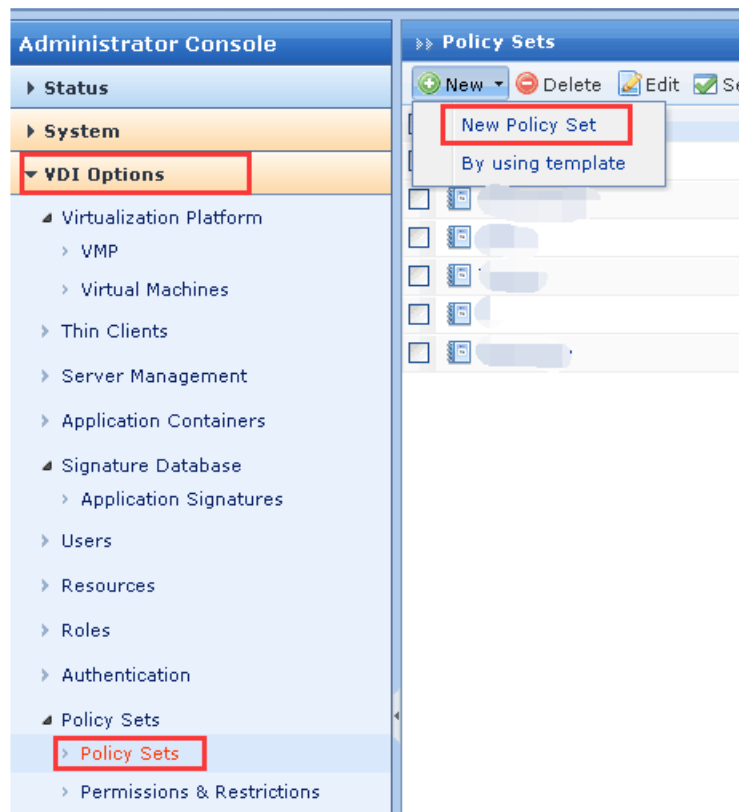 Administrator Console
Status
System
VDI Options
Virtualization Platform
VMP
Virtual Machines
Thin Clients
Server Management
Application Containers
Signature Database
Application Signatures
Users
Resources
Roles
Authentication
Policy Sets
Policy Sets
Permissions & Restrictions
Policy Sets
New Delete Edit Se
New Policy Set
By using template